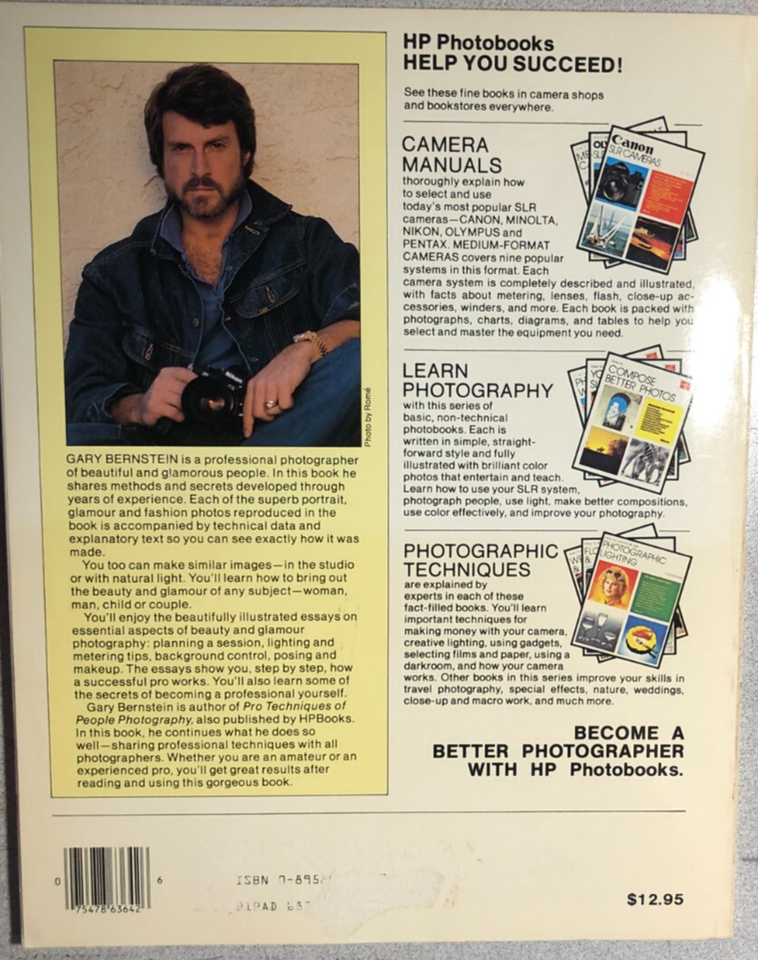 Photo by Romé
GARY BERNSTEIN is a professional photographer
of beautiful and glamorous people. In this book he
shares methods and secrets developed through
years of experience. Each of the superb portrait,
glamour and fashion photos reproduced in the
book is accompanied by technical data and
explanatory text so you can see exactly how it was
made.
You too can make similar images—in the studio
or with natural light. You'll learn how to bring out
the beauty and glamour of any subject—woman,
man, child or couple.
You'll enjoy the beautifully illustrated essays on
essential aspects of beauty and glamour
photography: planning a session, lighting and
metering tips, background control, posing and
makeup. The essays show you, step by step, how
a successful pro works. You'll also learn some of
the secrets of becoming a professional yourself.
Gary Bernstein is author of Pro Techniques of
People Photography, also published by HPBooks.
In this book, he continues what he does so
well—sharing professional techniques with all
photographers. Whether you are an amateur or an
experienced pro, you'll get great results after
reading and using this gorgeous book.
HP Photobooks
HELP YOU SUCCEED!
See these fine books in camera shops
and bookstores everywhere.
CAMERA
MANUALS
thoroughly explain how
to select and use
today's most popular SLR
cameras—CANON, MINOLTA,
NIKON, OLYMPUS and
PENTAX. MEDIUM-FORMAT
CAMERAS covers nine popular
systems in this format. Each
camera system is completely described and illustrated,
with facts about metering, lenses, flash, close-up ac-
cessories, winders, and more. Each book is packed with
photographs, charts, diagrams, and tables to help you
select and master the equipment you need.
Canon
SLR CAMERAS
LEARN
PHOTOGRAPHY
with this series of
basic, non-technical
photobooks. Each is
written in simple, straight-
forward style and fully
illustrated with brilliant color
photos that entertain and teach.
Learn how to use your SLR system,
photograph people, use light, make better compositions,
use color effectively, and improve your photography.
COMPOSE
BETTER PHOTOS
PHOTOGRAPHIC
TECHNIQUES
are explained by
experts in each of these
fact-filled books. You'll learn
important techniques for
making money with your camera,
creative lighting, using gadgets,
selecting films and paper, using a
darkroom, and how your camera
works. Other books in this series improve your skills in
travel photography, special effects, nature, weddings,
close-up and macro work, and much more.
PHOTOGRAPHIC
LIGHTING
BECOME A
BETTER PHOTOGRAPHER
WITH HP Photobooks.
0 75478 63642 6
ISBN 0-895
BIPAD
$12.95